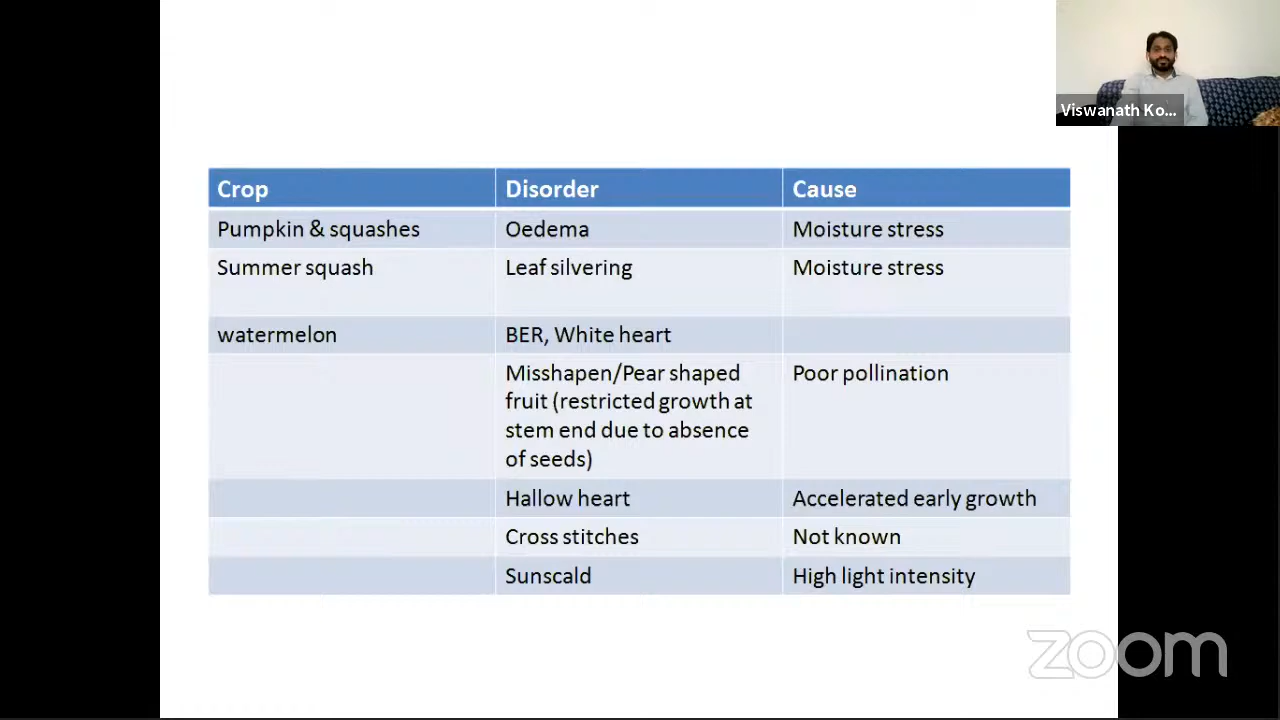 Viswanath Ko...
Crop Disorder Cause
Pumpkin & squashes Oedema Moisture stress
Summer squash Leaf silvering Moisture stress
watermelon BER, White heart
Misshapen/Pear shaped Poor pollination
fruit (restricted growth at
stem end due to absence
of seeds)
Hallow heart Accelerated early growth
Cross stitches Not known
Sunscald High light intensity
zoom